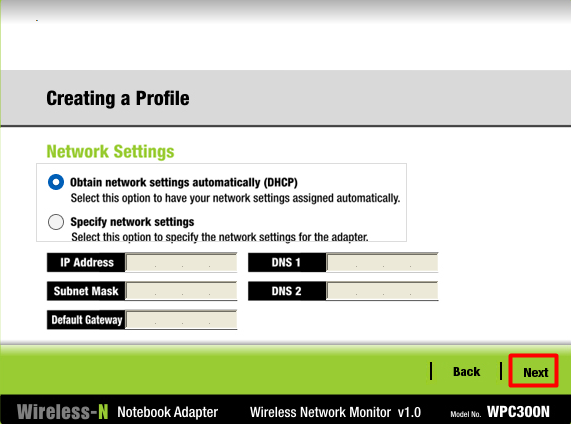 Creating a Profile
Network Settings
Obtain network settings automatically (DHCP)
Select this option to have your network settings assigned automatically.
Specify network settings
Select this option to specify the network settings for the adapter.
IP Address
DNS 1
Subnet Mask
DNS 2
Default Gateway
Back
Next
Wireless-N Notebook Adapter Wireless Network Monitor v1.0 Model No. WPC300N